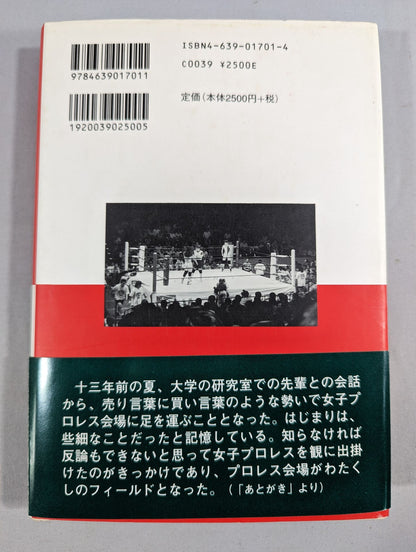 ISBN4-639-01701-4
C0039 ¥2500E
9784639017011
定価(本体2500円+税)
1920039025005
十三年前の夏、大学の研究室での先輩との会話
から、売り言葉に買い言葉のような勢いで女子プ
ロレス会場に足を運ぶこととなった。はじまりは、
些細なことだったと記憶している。知らなければ
反論もできないと思って女子プロレスを観に出掛
けたのがきっかけであり、プロレス会場がわたく
しのフィールドとなった。(「あとがき」より)